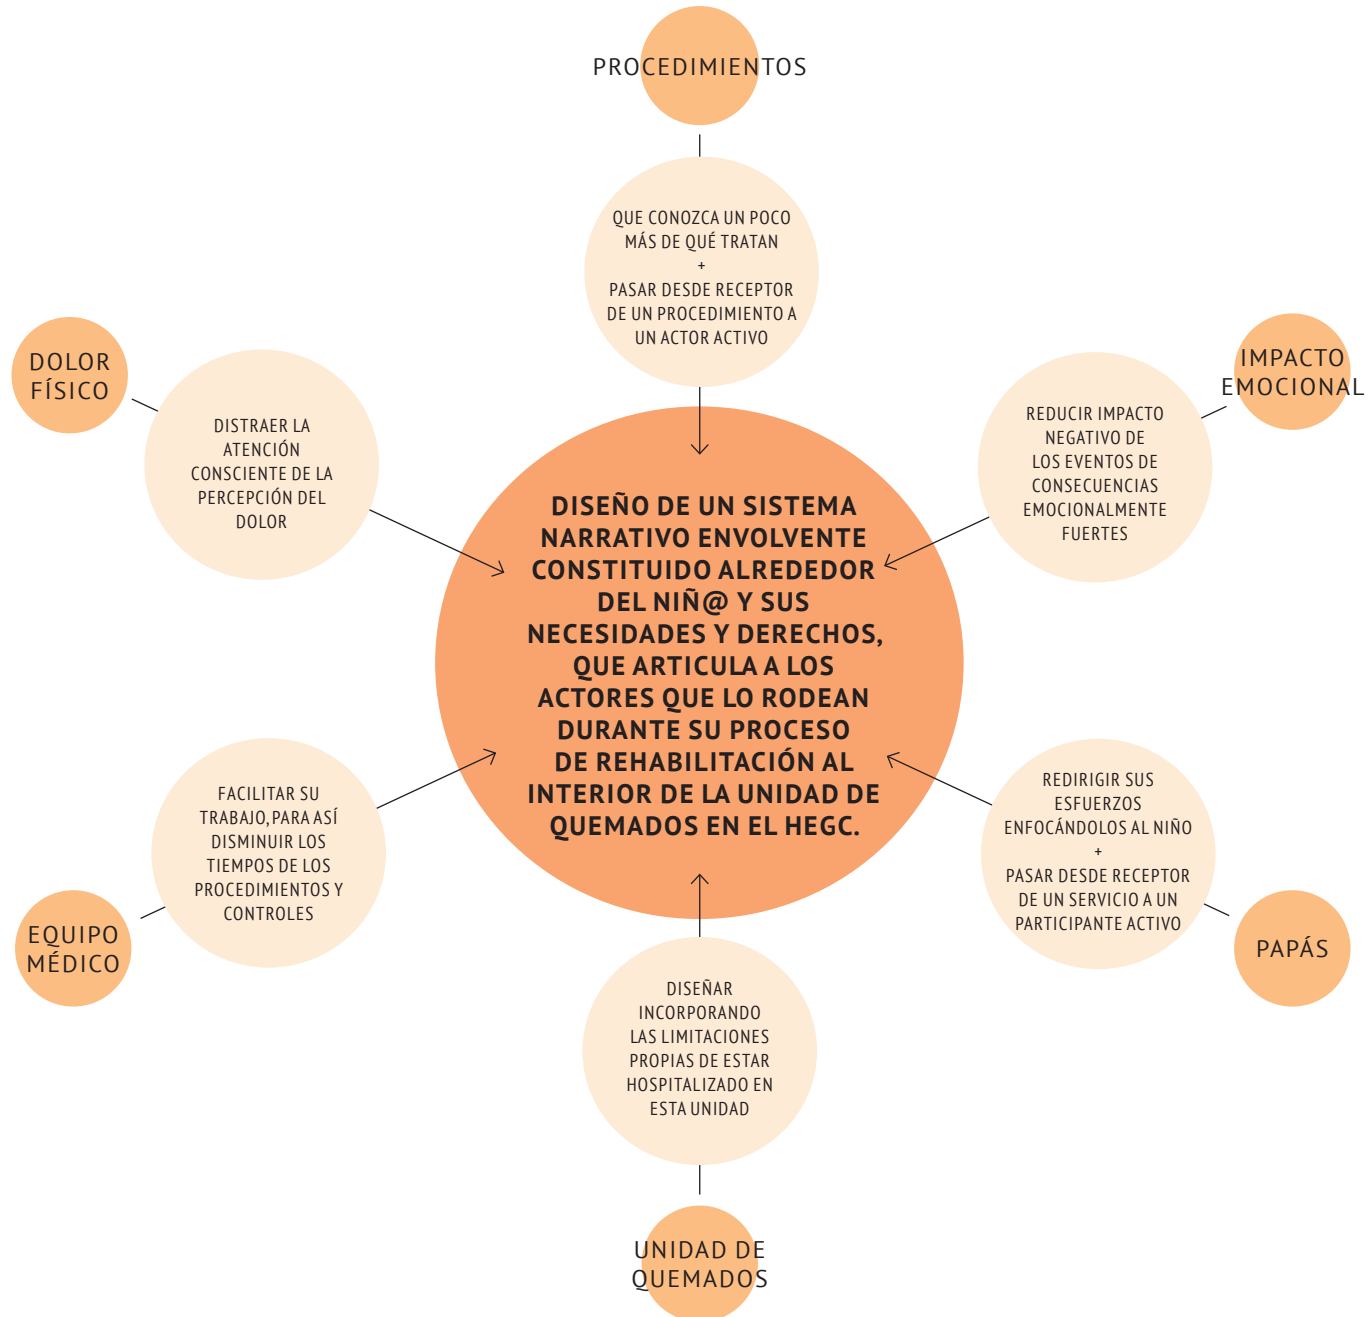 PROCEDIMIENTOS
QUE CONOZCA UN POCO
MÁS DE QUÉ TRATAN
+
PASAR DESDE RECEPTOR
DE UN PROCEDIMIENTO A
UN ACTOR ACTIVO
DOLOR
FÍSICO
DISTRAER LA
ATENCIÓN
CONSCIENTE DE LA
PERCEPCIÓN DEL
DOLOR
IMPACTO
EMOCIONAL
REDUCIR IMPACTO
NEGATIVO DE
LOS EVENTOS DE
CONSECUENCIAS
EMOCIONALMENTE
FUERTES
DISEÑO DE UN SISTEMA
NARRATIVO ENVOLVENTE
CONSTITUIDO ALREDEDOR
DEL NIÑ@ Y SUS
NECESIDADES Y DERECHOS,
QUE ARTICULA A LOS
ACTORES QUE LO RODEAN
DURANTE SU PROCESO
DE REHABILITACIÓN AL
INTERIOR DE LA UNIDAD DE
QUEMADOS EN EL HEGC.
FACILITAR SU
TRABAJO, PARA ASÍ
DISMINUIR LOS
TIEMPOS DE LOS
PROCEDIMIENTOS Y
CONTROLES
EQUIPO
MÉDICO
REDIRIGIR SUS
ESFUERZOS
ENFOCÁNDOLOS AL NIÑO
+
PASAR DESDE RECEPTOR
DE UN SERVICIO A UN
PARTICIPANTE ACTIVO
PAPÁS
DISEÑAR
INCORPORANDO
LAS LIMITACIONES
PROPIAS DE ESTAR
HOSPITALIZADO EN
ESTA UNIDAD
UNIDAD DE
QUEMADOS